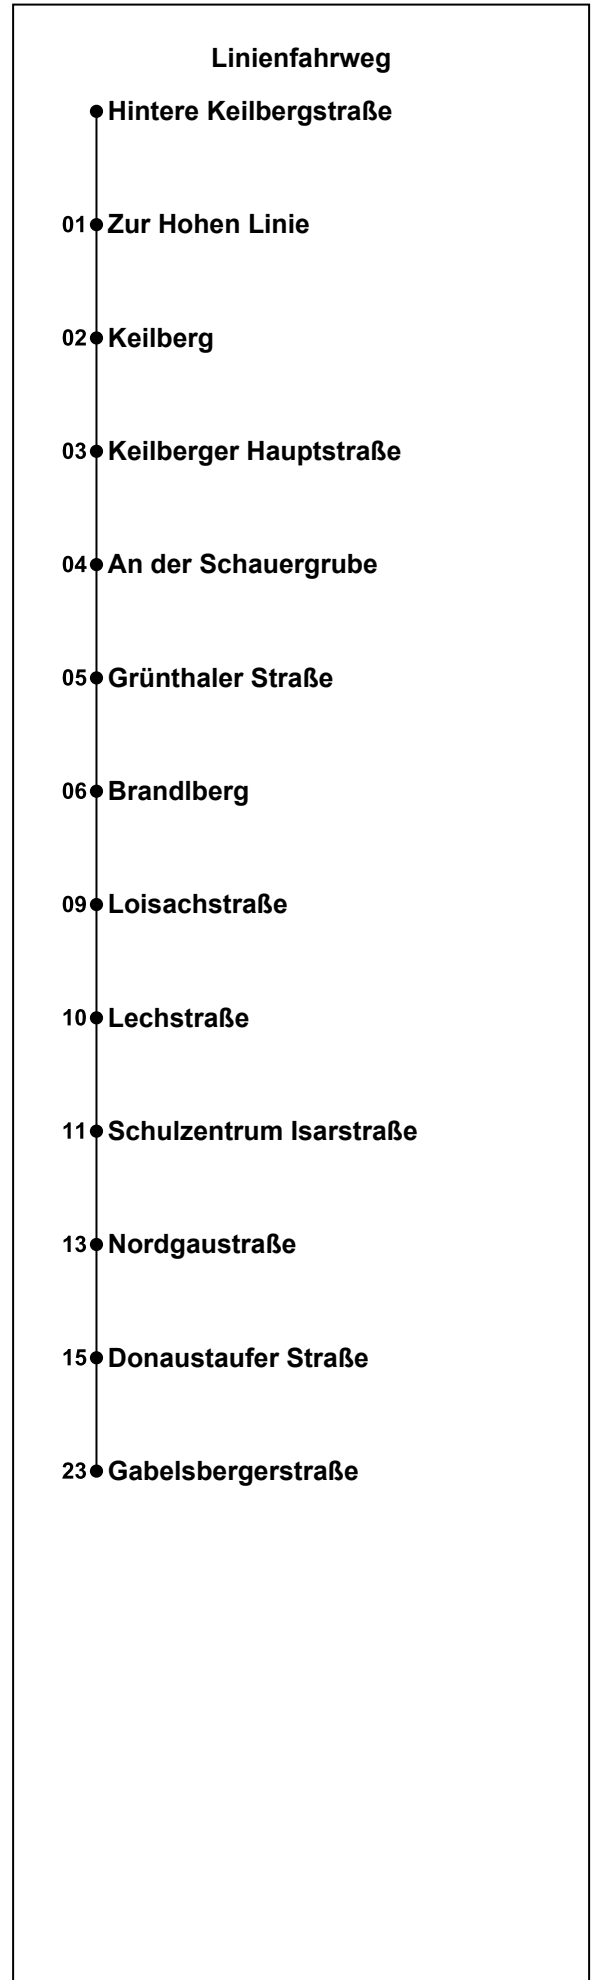 Linienfahrweg
Hintere Keilbergstraße
01 Zur Hohen Linie
02 Keilberg
03 Keilberger Hauptstraße
04 An der Schauergrube
05 Grünthaler Straße
06 Brandlberg
09 Loisachstraße
10 Lechstraße
11 Schulzentrum Isarstraße
13 Nordgaustraße
15 Donaustaufer Straße
23 Gabelsbergerstraße